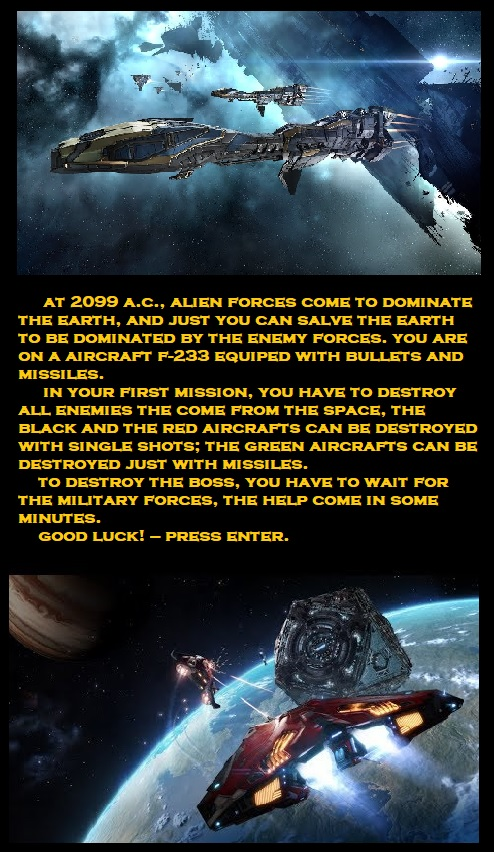 AT 2099 A.C., ALIEN FORCES COME TO DOMINATE
THE EARTH, AND JUST YOU CAN SALVE THE EARTH
TO BE DOMINATED BY THE ENEMY FORCES. YOU ARE
ON A AIRCRAFT F-233 EQUIPED WITH BULLETS AND
MISSILES.
IN YOUR FIRST MISSION, YOU HAVE TO DESTROY
ALL ENEMIES THE COME FROM THE SPACE, THE
BLACK AND THE RED AIRCRAFTS CAN BE DESTROYED
WITH SINGLE SHOTS; THE GREEN AIRCRAFTS CAN BE
DESTROYED JUST WITH MISSILES.
TO DESTROY THE BOSS, YOU HAVE TO WAIT FOR
THE MILITARY FORCES, THE HELP COME IN SOME
MINUTES.
GOOD LUCK! – PRESS ENTER.